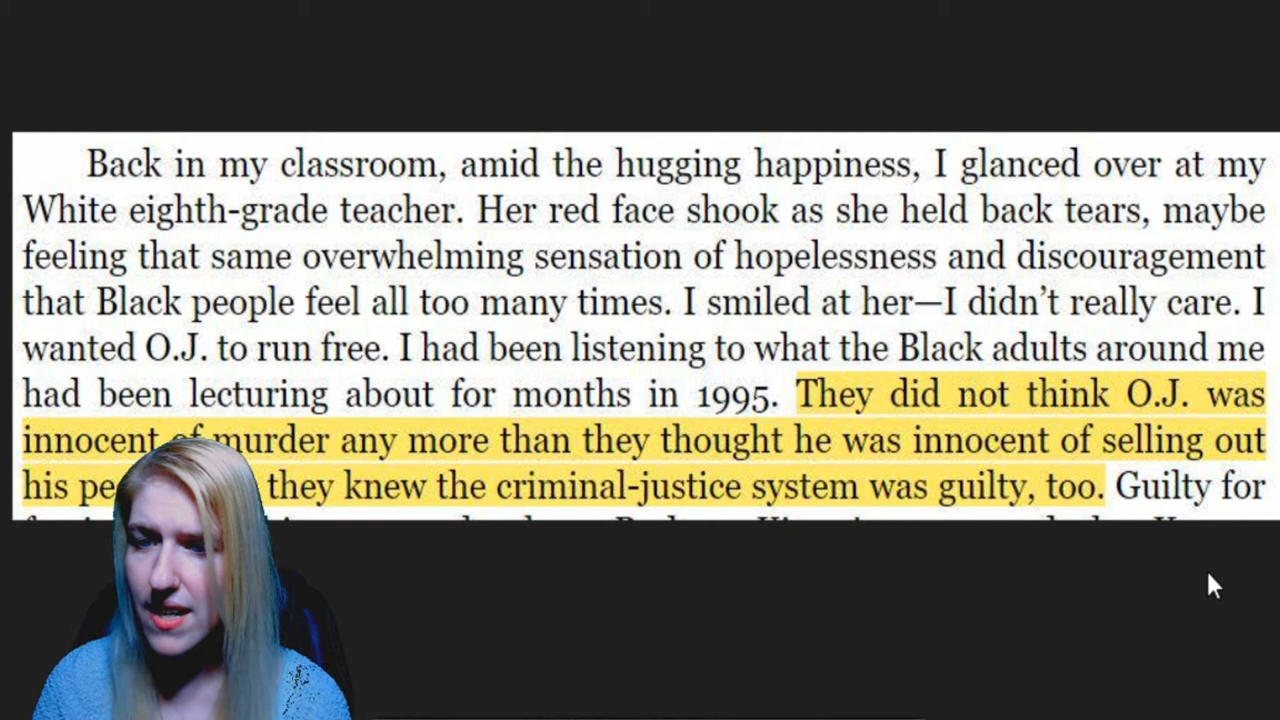 Back in my classroom, amid the hugging happiness, I glanced over at my
White eighth-grade teacher. Her red face shook as she held back tears, maybe
feeling that same overwhelming sensation of hopelessness and discouragement
that Black people feel all too many times. I smiled at her—I didn’t really care. I
wanted O.J. to run free. I had been listening to what the Black adults around me
had been lecturing about for months in 1995. They did not think O.J. was
innocent of murder any more than they thought he was innocent of selling out
his they knew the criminal-justice system was guilty, too. Guilty for